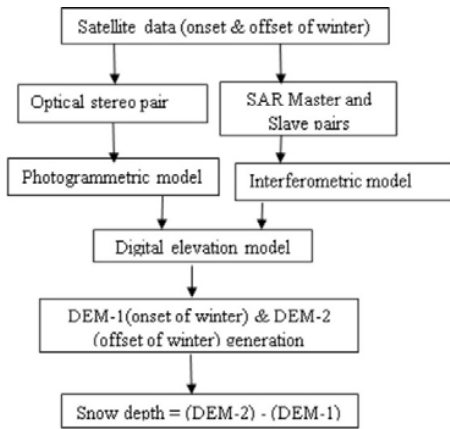 Satellite data (onset & offset of winter)
Optical stereo pair
SAR Master and
Slave pairs
Photogrammetric model
Interferometric model
Digital elevation model
DEM-1(onset of winter) & DEM-2
(offset of winter) generation
Snow depth = (DEM-2) - (DEM-1)